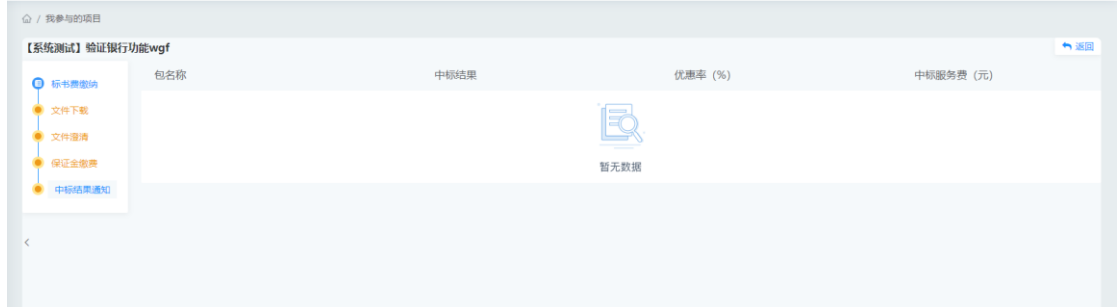 / 我参与的项目
【系统测试】验证银行功能wgf
返回
标书费缴纳
文件下载
文件澄清
保证金缴费
中标结果通知
包名称 中标结果 优惠率（%） 中标服务费（元）
暂无数据